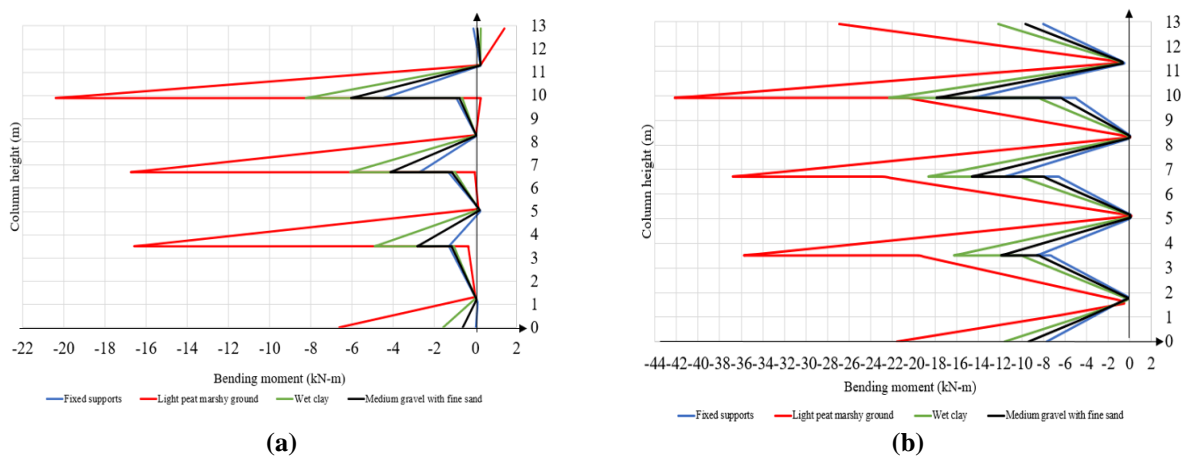 13
12
11
10
9
8
7
6
5
4
3
2
1
0
Column height (m)
-22 -20 -18 -16 -14 -12 -10 -8 -6 -4 -2 0 2
Bending moment (kN-m)
Fixed supports Light peat marshy ground Wet clay Medium gravel with fine sand
(a)
13
12
11
10
9
8
7
6
5
4
3
2
1
0
Column height (m)
-44-42-40-38-36-34-32-30-28-26-24-22-20-18-16-14-12-10 -8 -6 -4 -2 0 2
Bending moment (kN-m)
Fixed supports Light peat marshy ground Wet clay Medium gravel with fine sand
(b)